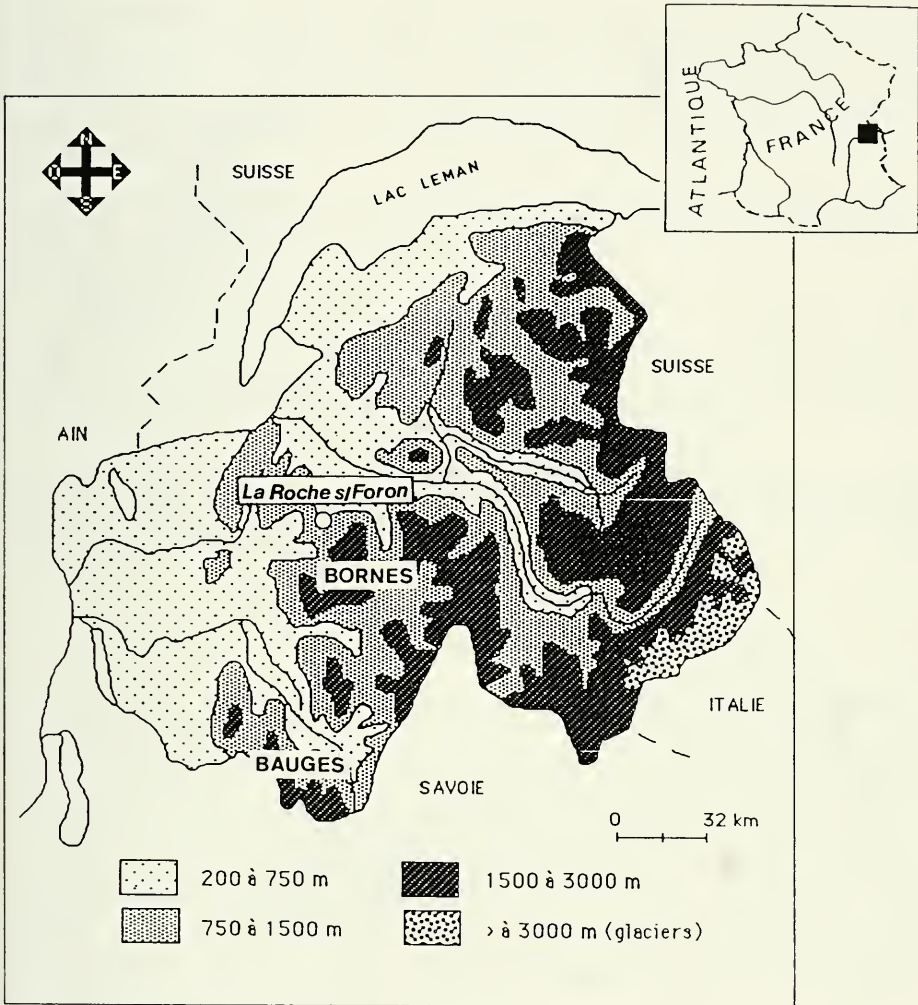 ATLANTIQUE
FRANCE
N
O E
S
SUISSE
LAC LEMAN
SUISSE
AIN
La Roche s/Foron
BORNES
ITALIE
BAUGES
SAVOIE
0 32 km
200 à 750 m
1500 à 3000 m
750 à 1500 m
> à 3000 m (glaciers)